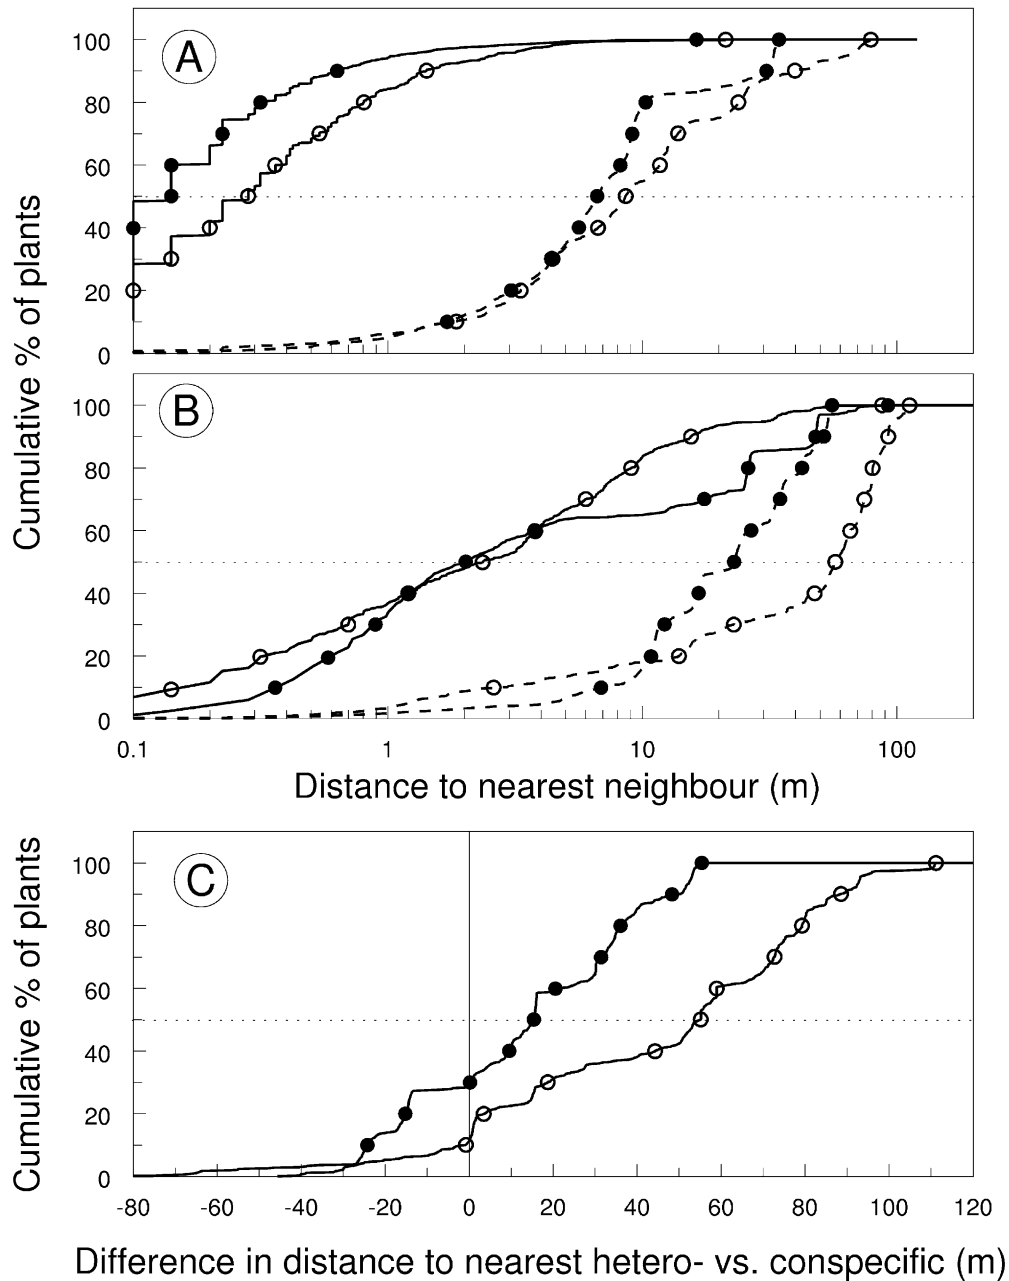 A
100
80
60
40
20
0
Cumulative % of plants
B
100
80
60
40
20
0
0.1 1 10 100
Distance to nearest neighbour (m)
C
100
80
60
40
20
0
Cumulative % of plants
-80 -60 -40 -20 0 20 40 60 80 100 120
Difference in distance to nearest hetero- vs. conspecific (m)